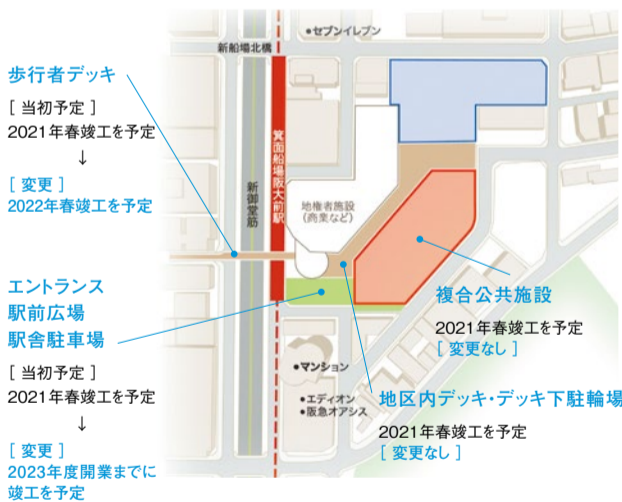 歩行者デッキ
[ 当初予定 ]
2021年春竣工を予定
↓
[ 変更 ]
2022年春竣工を予定
エントランス
駅前広場
駅舎駐車場
[ 当初予定 ]
2021年春竣工を予定
↓
[ 変更 ]
2023年度開業までに
竣工を予定
●セブンイレブン
新船場北橋
箕面船場阪大前駅
新御堂筋
地権者施設
(商業など)
複合公共施設
2021年春竣工を予定
[ 変更なし ]
●マンション
●エディオン
●阪急オアシス
地区内デッキ・デッキ下駐輪場
2021年春竣工を予定
[ 変更なし ]